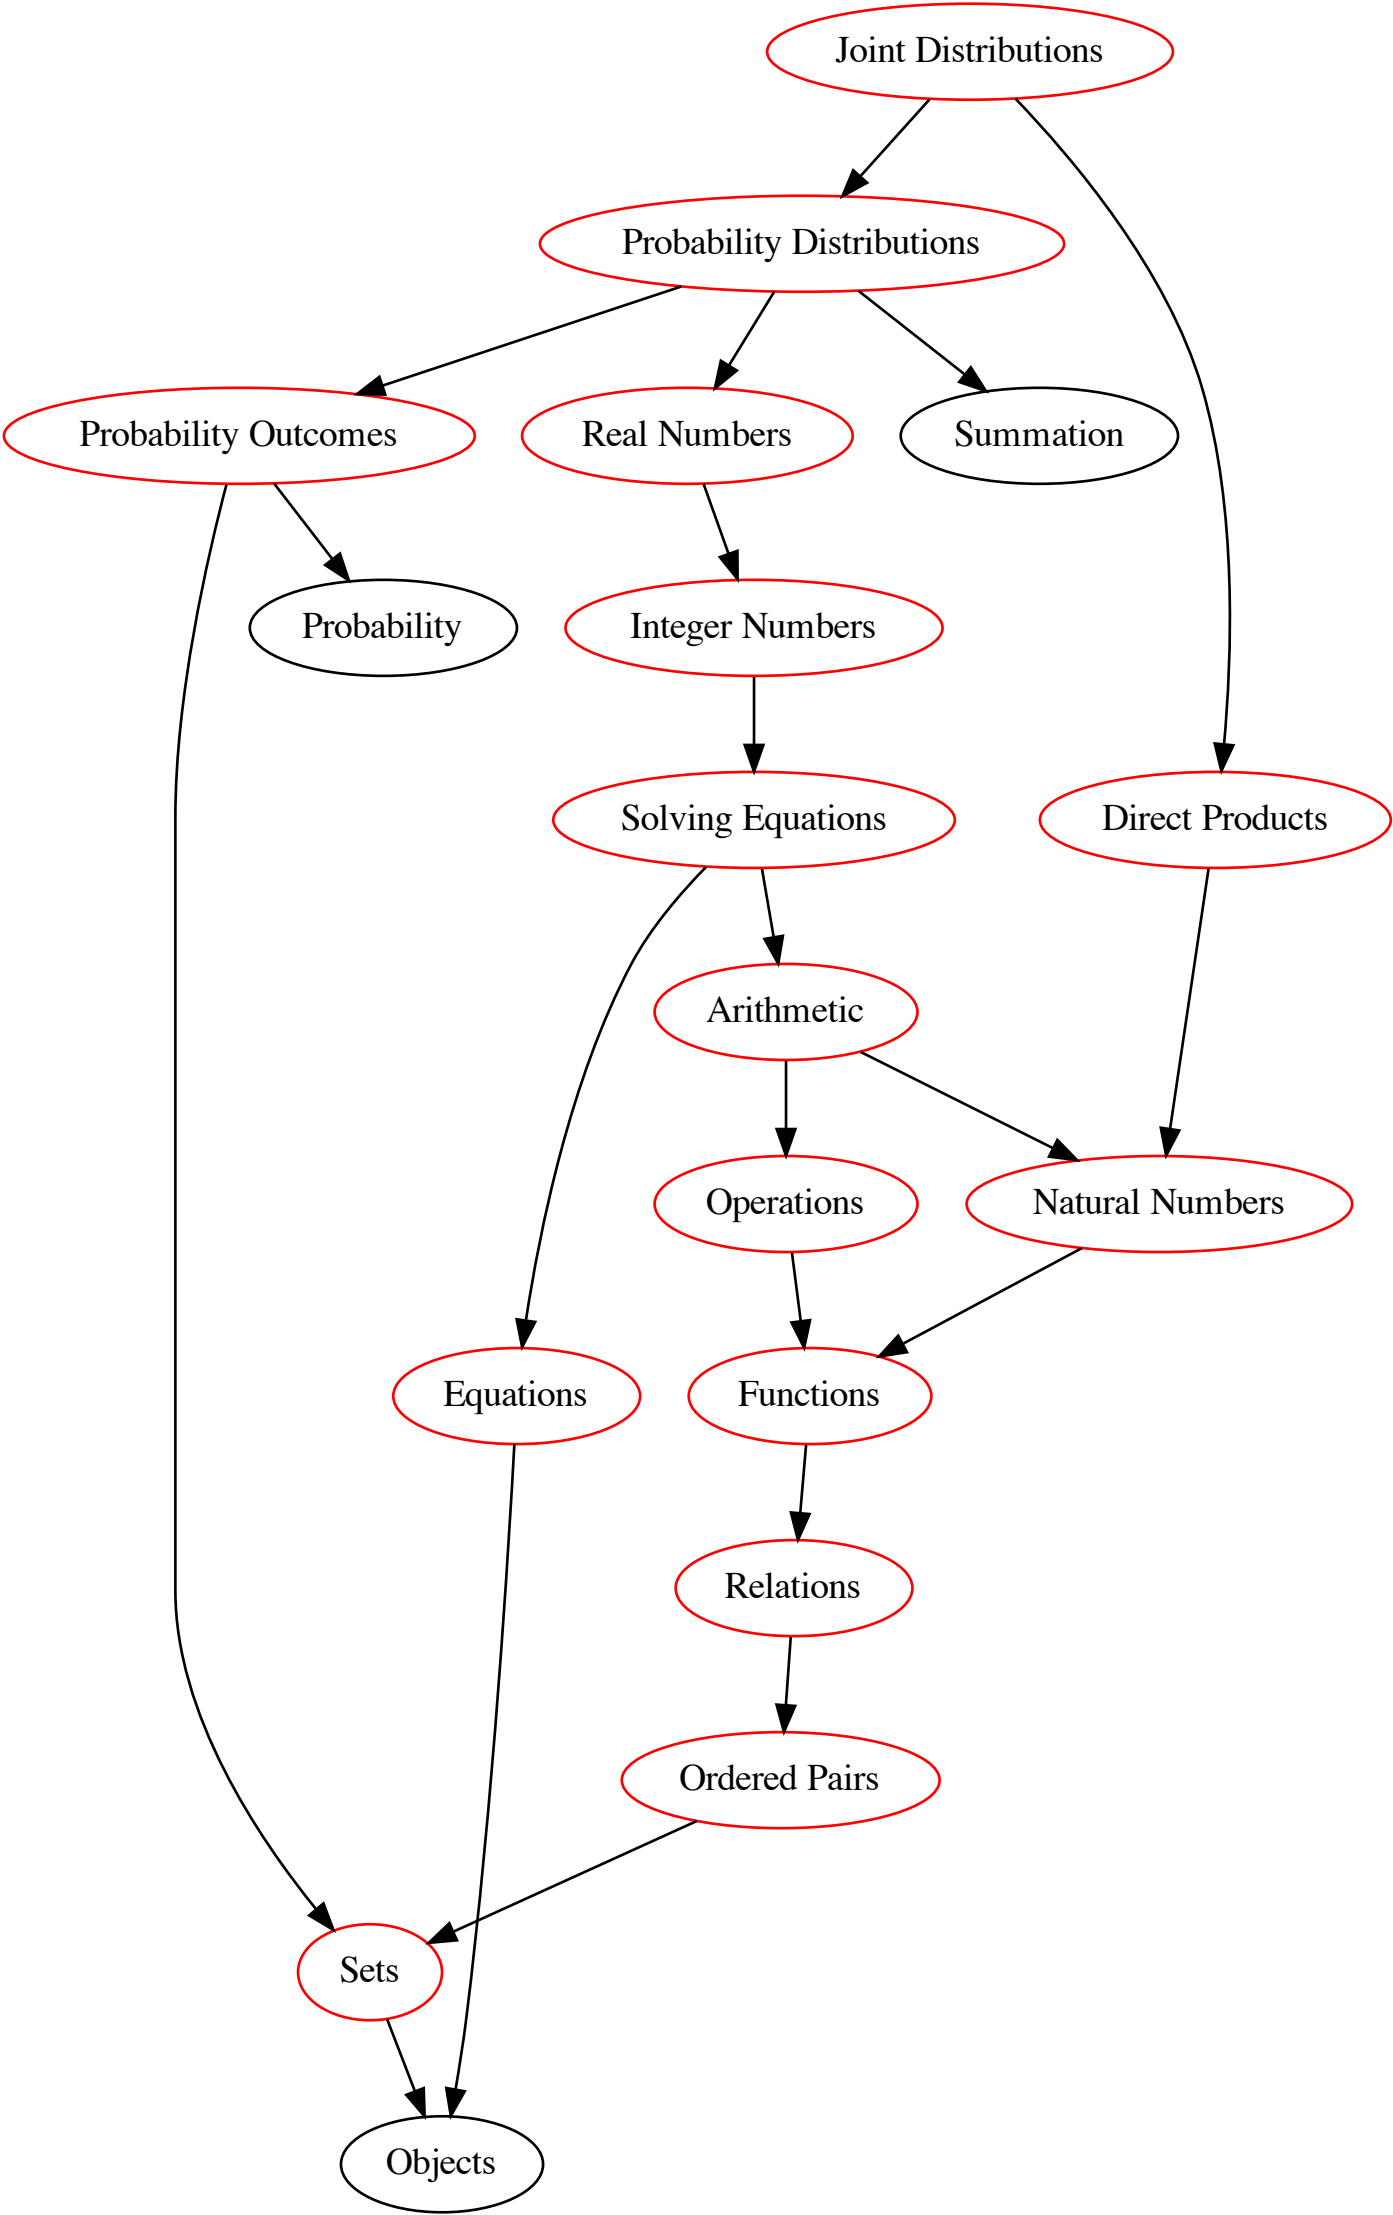 Joint Distributions
Probability Distributions
Probability Outcomes
Real Numbers
Summation
Probability
Integer Numbers
Solving Equations
Direct Products
Arithmetic
Operations
Natural Numbers
Equations
Functions
Relations
Ordered Pairs
Sets
Objects